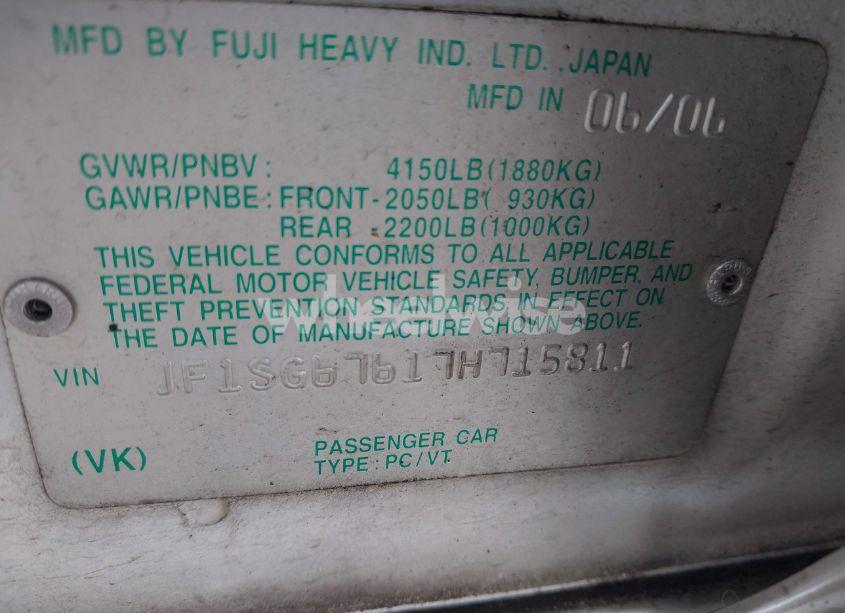 MFD BY FUJI HEAVY IND. LTD., JAPAN
MFD IN 06/06
GVWR/PNBV : 4150LB(1880KG)
GAWR/PNBE : FRONT-2050LB( 930KG)
REAR -2200LB(1000KG)
THIS VEHICLE CONFORMS TO ALL APPLICABLE
FEDERAL MOTOR VEHICLE SAFETY, BUMPER, AND
THEFT PREVENTION STANDARDS IN EFFECT ON
THE DATE OF MANUFACTURE SHOWN ABOVE.
VIN JF1SG67617H715811
(VK) PASSENGER CAR
TYPE : PC/VT